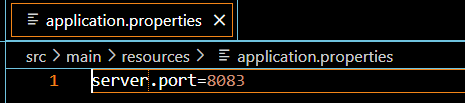 application.properties
src > main > resources > application.properties
1 server.port=8083